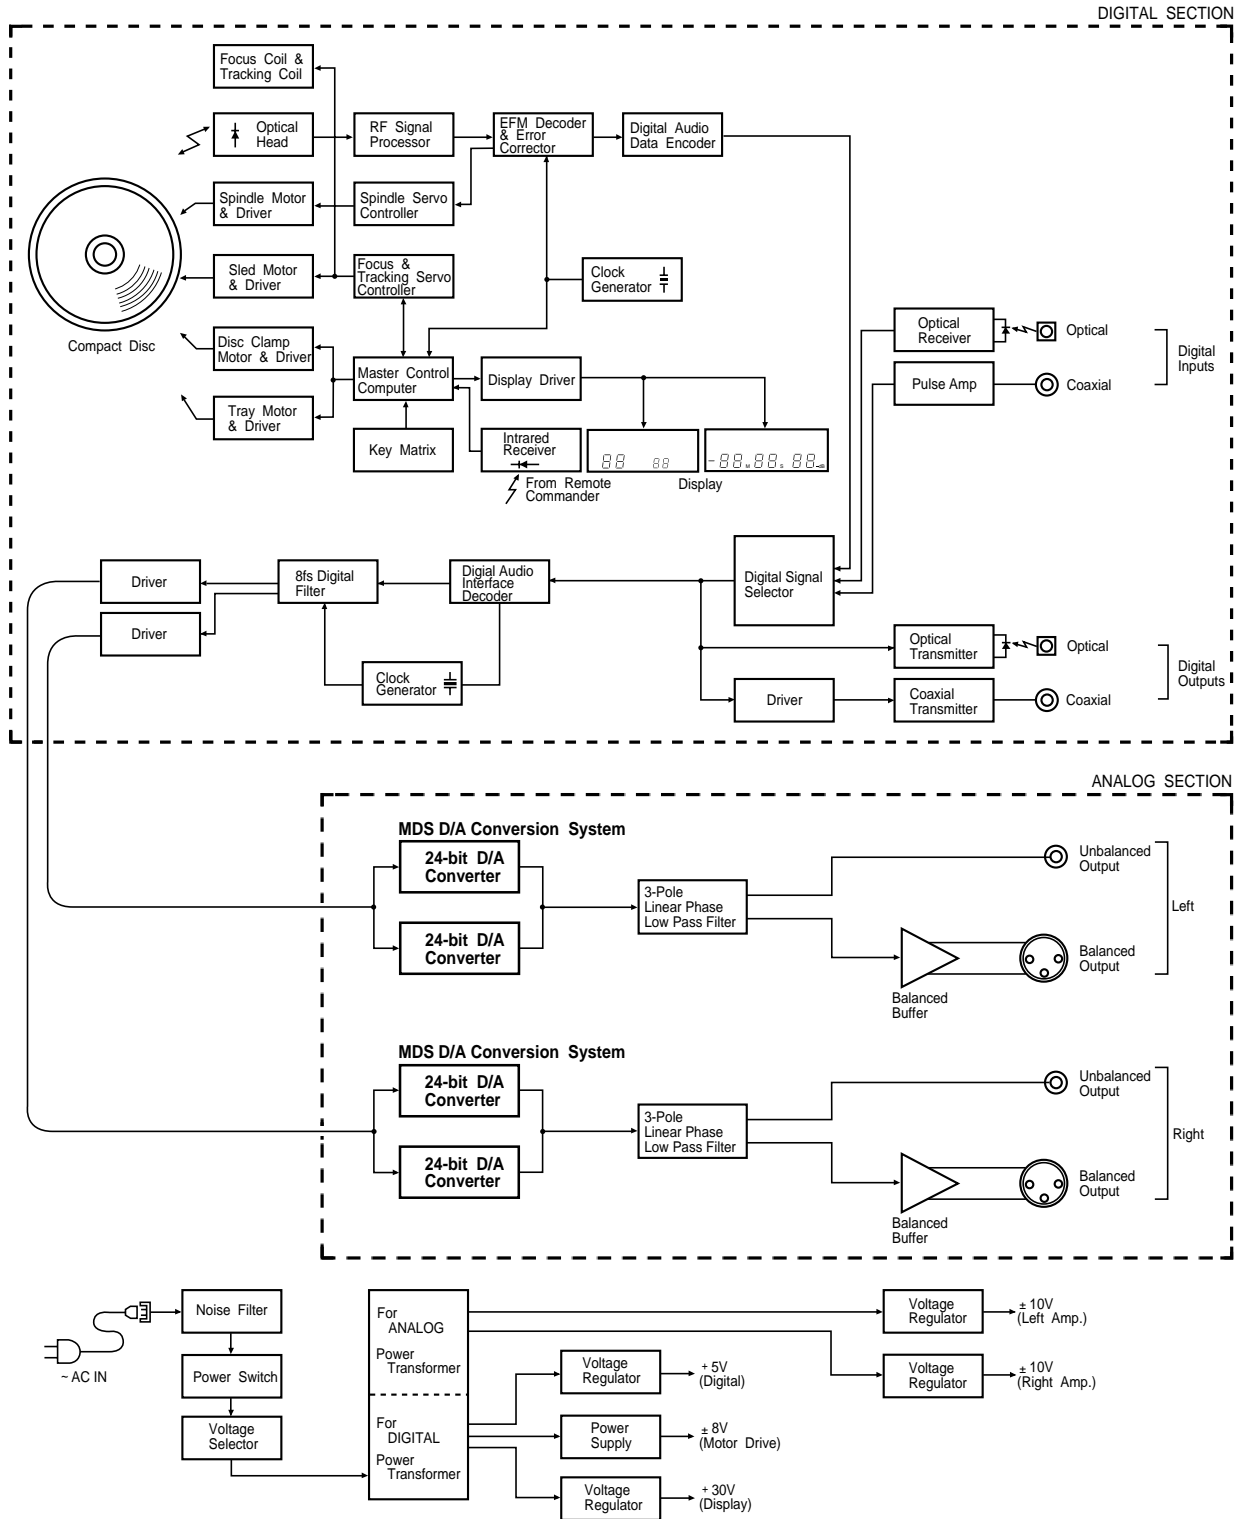 DIGITAL SECTION
Focus Coil &
Tracking Coil
Optical
Head
RF Signal
Processor
EFM Decoder
& Error
Corrector
Digital Audio
Data Encoder
Spindle Motor
& Driver
Spindle Servo
Controller
Sled Motor
& Driver
Focus &
Tracking Servo
Controller
Clock
Generator
Compact Disc
Disc Clamp
Motor & Driver
Master Control
Computer
Display Driver
Optical
Receiver
Optical
Pulse Amp
Coaxial
Digital
Inputs
Tray Motor
& Driver
Key Matrix
Intrared
Receiver
From Remote
Commander
88 88
-88 M 88 S 88 dB
Display
Driver
8fs Digital
Filter
Digial Audio
Interface
Decoder
Digital Signal
Selector
Driver
Clock
Generator
Optical
Transmitter
Optical
Driver
Coaxial
Transmitter
Coaxial
Digital
Outputs
ANALOG SECTION
MDS D/A Conversion System
24-bit D/A
Converter
24-bit D/A
Converter
3-Pole
Linear Phase
Low Pass Filter
Unbalanced
Output
Balanced
Output
Left
Balanced
Buffer
MDS D/A Conversion System
24-bit D/A
Converter
24-bit D/A
Converter
3-Pole
Linear Phase
Low Pass Filter
Unbalanced
Output
Balanced
Output
Right
Balanced
Buffer
~ AC IN
Noise Filter
Power Switch
Voltage
Selector
For
ANALOG
Power
Transformer
For
DIGITAL
Power
Transformer
Voltage
Regulator
± 10V
(Left Amp.)
Voltage
Regulator
± 10V
(Right Amp.)
Voltage
Regulator
+ 5V
(Digital)
Power
Supply
± 8V
(Motor Drive)
Voltage
Regulator
+ 30V
(Display)